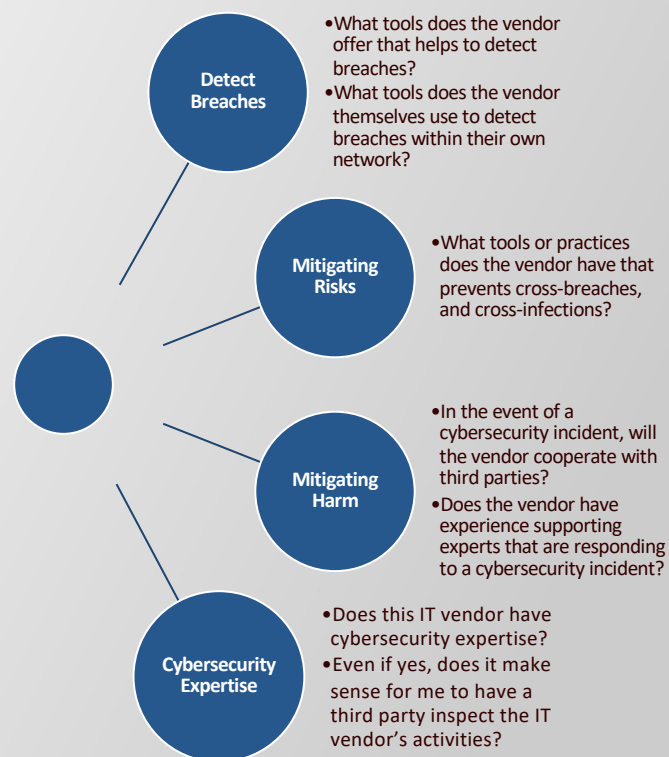 Detect
Breaches
•What tools does the vendor
offer that helps to detect
breaches?
•What tools does the vendor
themselves use to detect
breaches within their own
network?
Mitigating
Risks
•What tools or practices
does the vendor have that
prevents cross-breaches,
and cross-infections?
Mitigating
Harm
•In the event of a
cybersecurity incident, will
the vendor cooperate with
third parties?
•Does the vendor have
experience supporting
experts that are responding
to a cybersecurity incident?
Cybersecurity
Expertise
•Does this IT vendor have
cybersecurity expertise?
•Even if yes, does it make
sense for me to have a
third party inspect the IT
vendor’s activities?